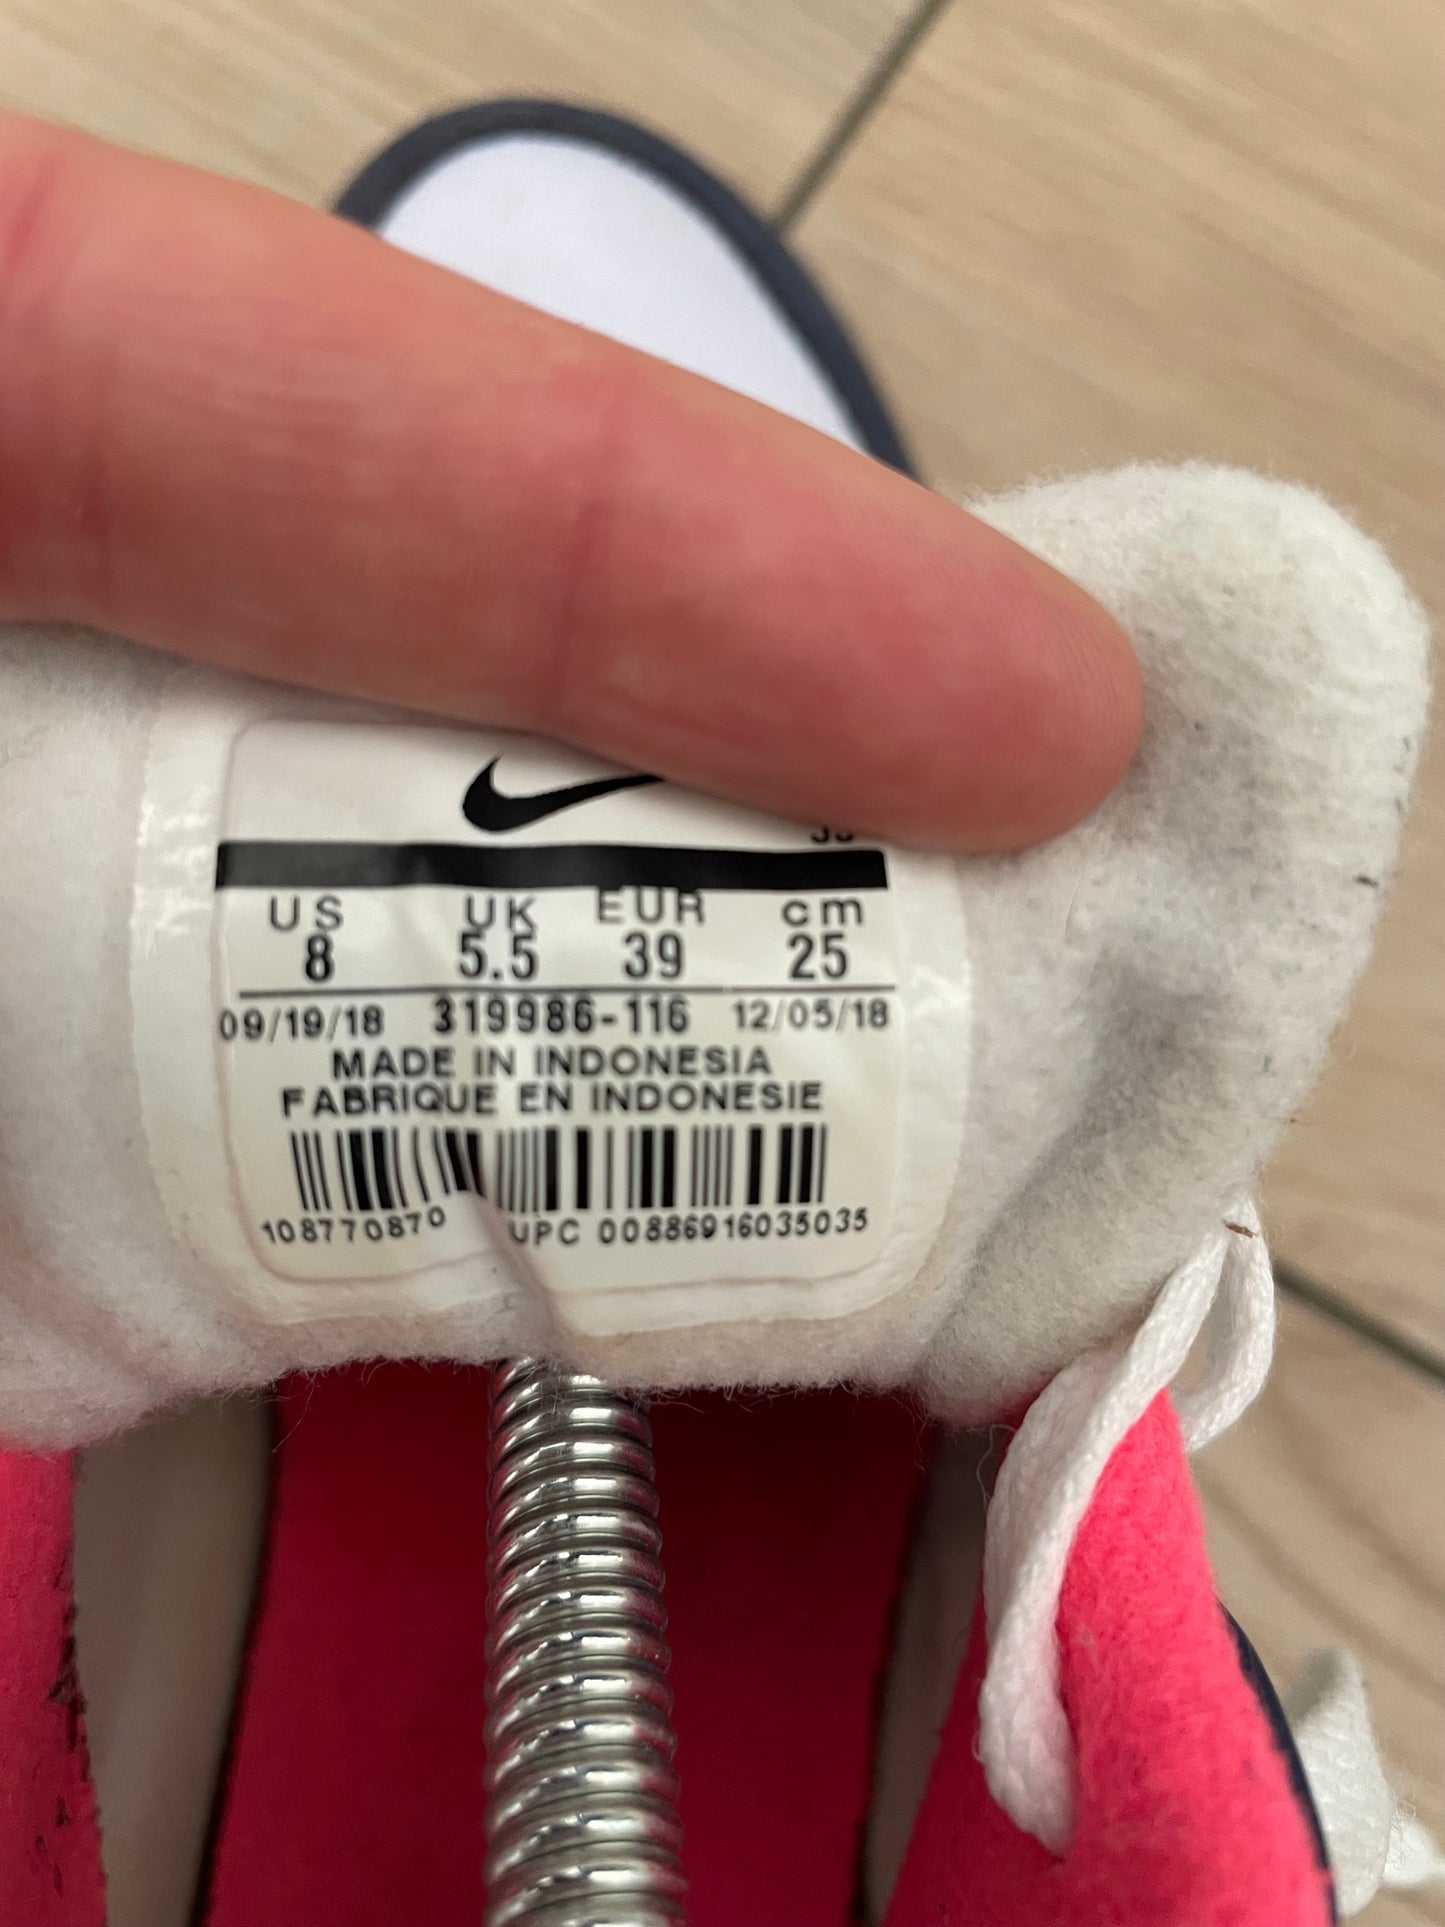 US UK EUR cm
8 5.5 39 25
09/19/18 319986-116 12/05/18
MADE IN INDONESIA
FABRIQUE EN INDONESIE
108770870 UPC 00886916035035